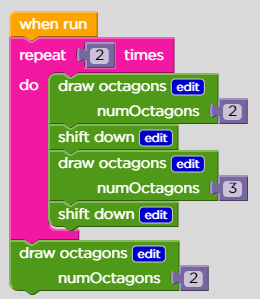 when run
repeat 2 times
do draw octagons edit
numOctagons 2
shift down edit
draw octagons edit
numOctagons 3
shift down edit
draw octagons edit
numOctagons 2